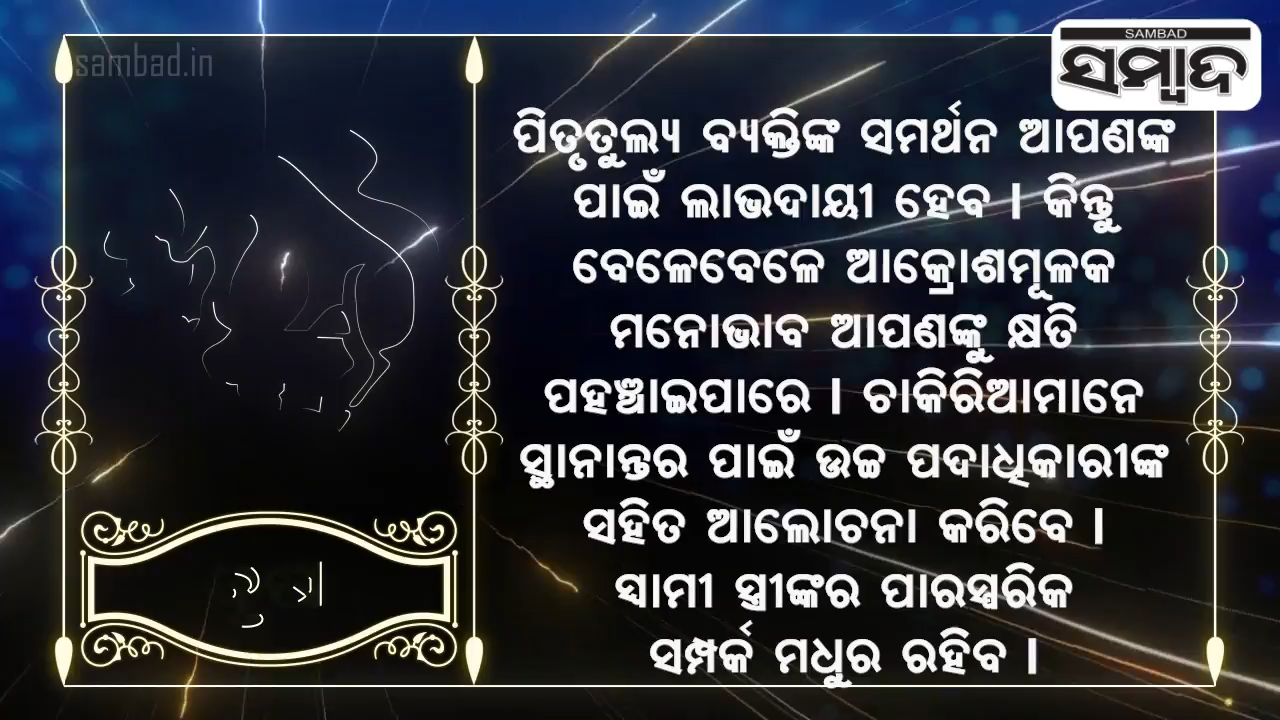 sambad.in
SAMBAD
ସମ୍ବାଦ
ପିତୃତୁଲ୍ୟ ବ୍ୟକ୍ତିଙ୍କ ସମର୍ଥନ ଆପଣଙ୍କ
ପାଇଁ ଲାଭଦାୟୀ ହେବ । କିନ୍ତୁ
ବେଳେବେଳେ ଆକ୍ରୋଶମୂଳକ
ମନୋଭାବ ଆପଣଙ୍କୁ କ୍ଷତି
ପହଞ୍ଚାଇପାରେ । ଚାକିରିଆମାନେ
ସ୍ଥାନାନ୍ତର ପାଇଁ ଉଚ୍ଚ ପଦାଧିକାରୀଙ୍କ
ସହିତ ଆଲୋଚନା କରିବେ ।
ସ୍ୱାମୀ ସ୍ତ୍ରୀଙ୍କର ପାରସ୍ପରିକ
ସମ୍ପର୍କ ମଧୁର ରହିବ ।